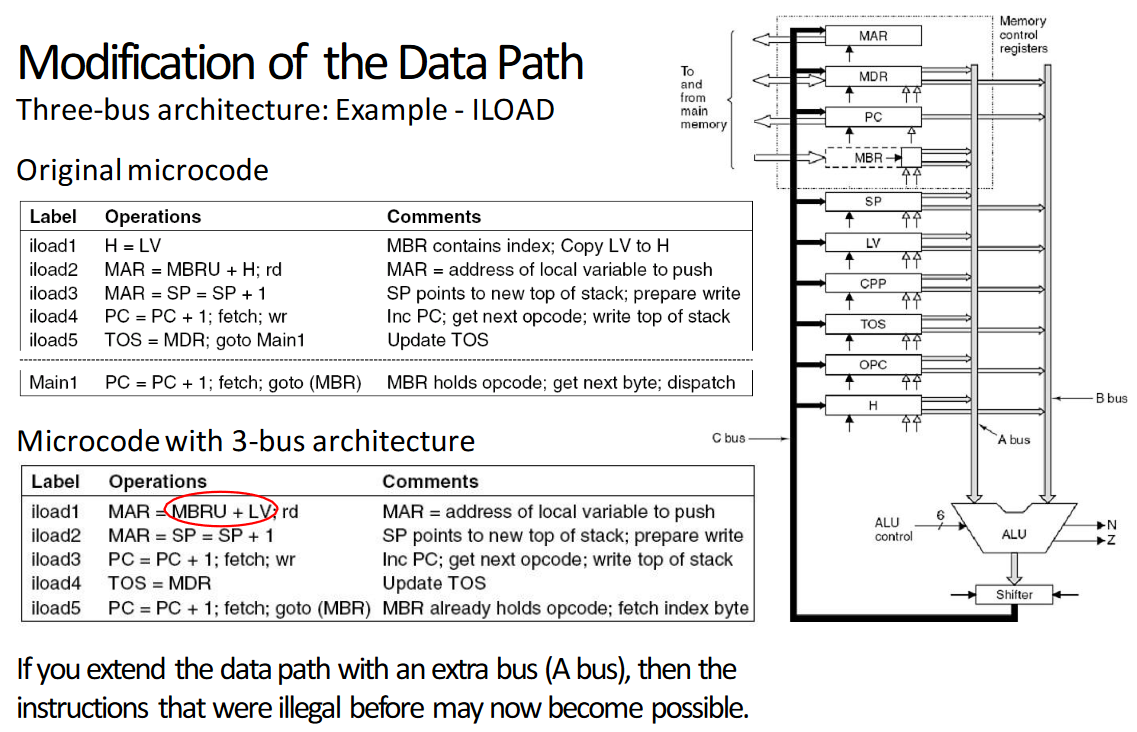 Modification of the Data Path
Three-bus architecture: Example - ILOAD
Original microcode
Label Operations Comments
iload1 H = LV MBR contains index; Copy LV to H
iload2 MAR = MBRU + H; rd MAR = address of local variable to push
iload3 MAR = SP = SP + 1 SP points to new top of stack; prepare write
iload4 PC = PC + 1; fetch; wr Inc PC; get next opcode; write top of stack
iload5 TOS = MDR; goto Main1 Update TOS
Main1 PC = PC + 1; fetch; goto (MBR) MBR holds opcode; get next byte; dispatch
Microcode with 3-bus architecture
Label Operations Comments
iload1 MAR = MBRU + LV; rd MAR = address of local variable to push
iload2 MAR = SP = SP + 1 SP points to new top of stack; prepare write
iload3 PC = PC + 1; fetch; wr Inc PC; get next opcode; write top of stack
iload4 TOS = MDR Update TOS
iload5 PC = PC + 1; fetch; goto (MBR) MBR already holds opcode; fetch index byte
If you extend the data path with an extra bus (A bus), then the
instructions that were illegal before may now become possible.
MAR
Memory
control
registers
To
and
from
main
memory
MDR
PC
MBR
SP
LV
CPP
TOS
OPC
H
B bus
C bus
A bus
ALU
control
6
ALU
N
Z
Shifter